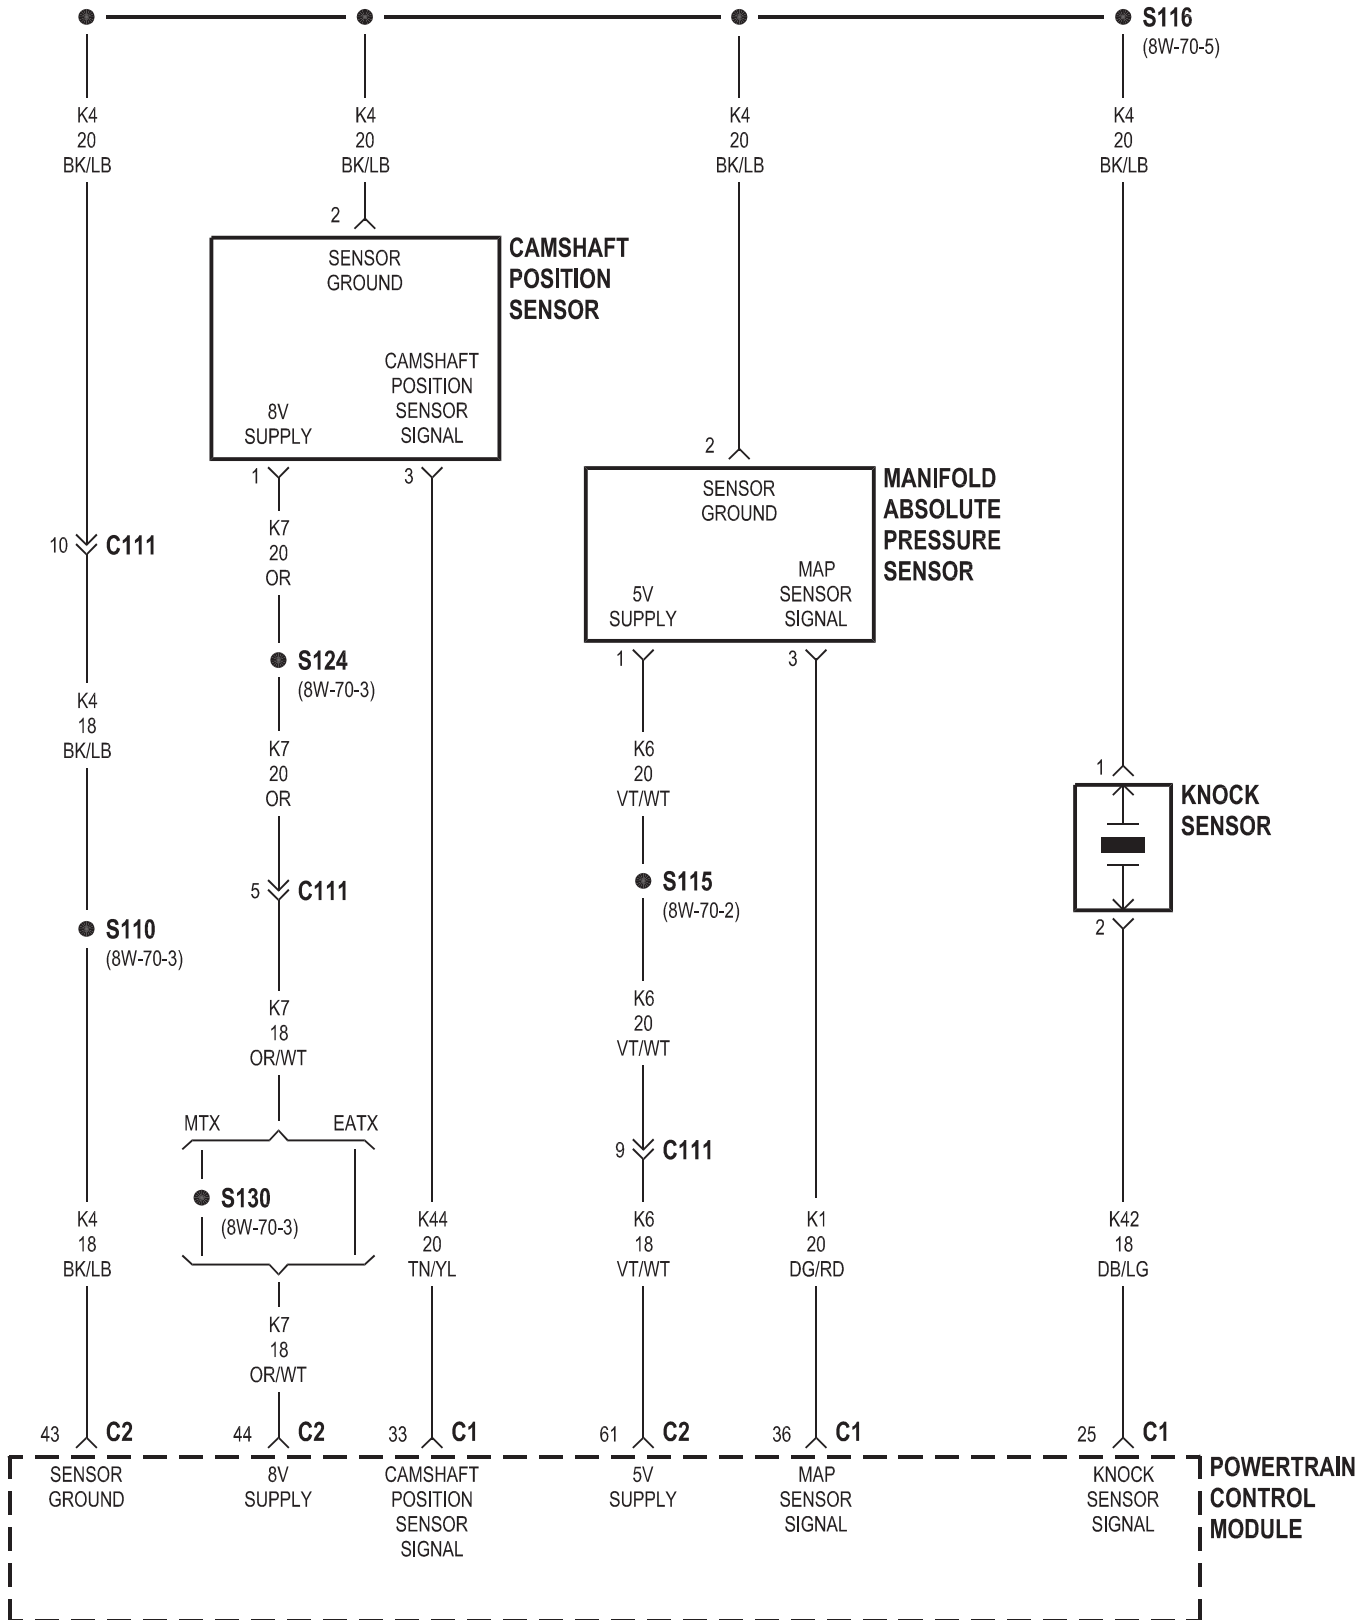 S116
(8W-70-5)
K4
20
BK/LB
K4
20
BK/LB
K4
20
BK/LB
K4
20
BK/LB
2
SENSOR
GROUND
CAMSHAFT
POSITION
SENSOR
CAMSHAFT
POSITION
SENSOR
SIGNAL
8V
SUPPLY
1
3
2
SENSOR
GROUND
MANIFOLD
ABSOLUTE
PRESSURE
SENSOR
MAP
SENSOR
SIGNAL
5V
SUPPLY
1
3
10
C111
K7
20
OR
S124
(8W-70-3)
K4
18
BK/LB
K7
20
OR
K6
20
VT/WT
1
KNOCK
SENSOR
2
5
C111
S115
(8W-70-2)
S110
(8W-70-3)
K7
18
OR/WT
K6
20
VT/WT
MTX
EATX
9
C111
S130
(8W-70-3)
K4
18
BK/LB
K44
20
TN/YL
K6
18
VT/WT
K1
20
DG/RD
K42
18
DB/LG
K7
18
OR/WT
43
C2
44
C2
33
C1
61
C2
36
C1
25
C1
SENSOR
GROUND
8V
SUPPLY
CAMSHAFT
POSITION
SENSOR
SIGNAL
5V
SUPPLY
MAP
SENSOR
SIGNAL
KNOCK
SENSOR
SIGNAL
POWERTRAIN
CONTROL
MODULE